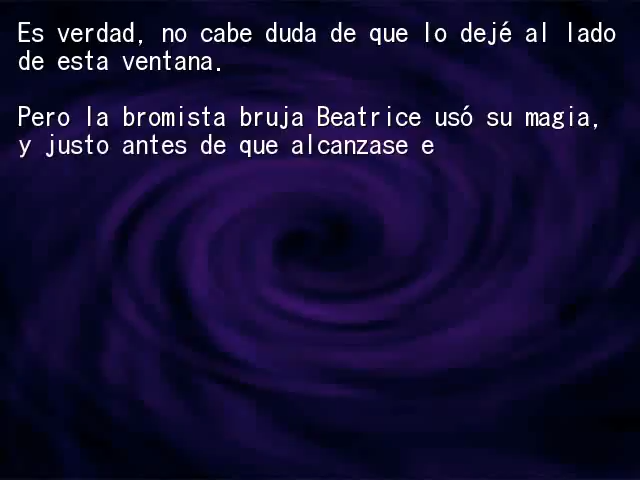 Es verdad, no cabe duda de que lo dejé al lado
de esta ventana.
Pero la bromista bruja Beatrice usó su magia,
y justo antes de que alcanzase e